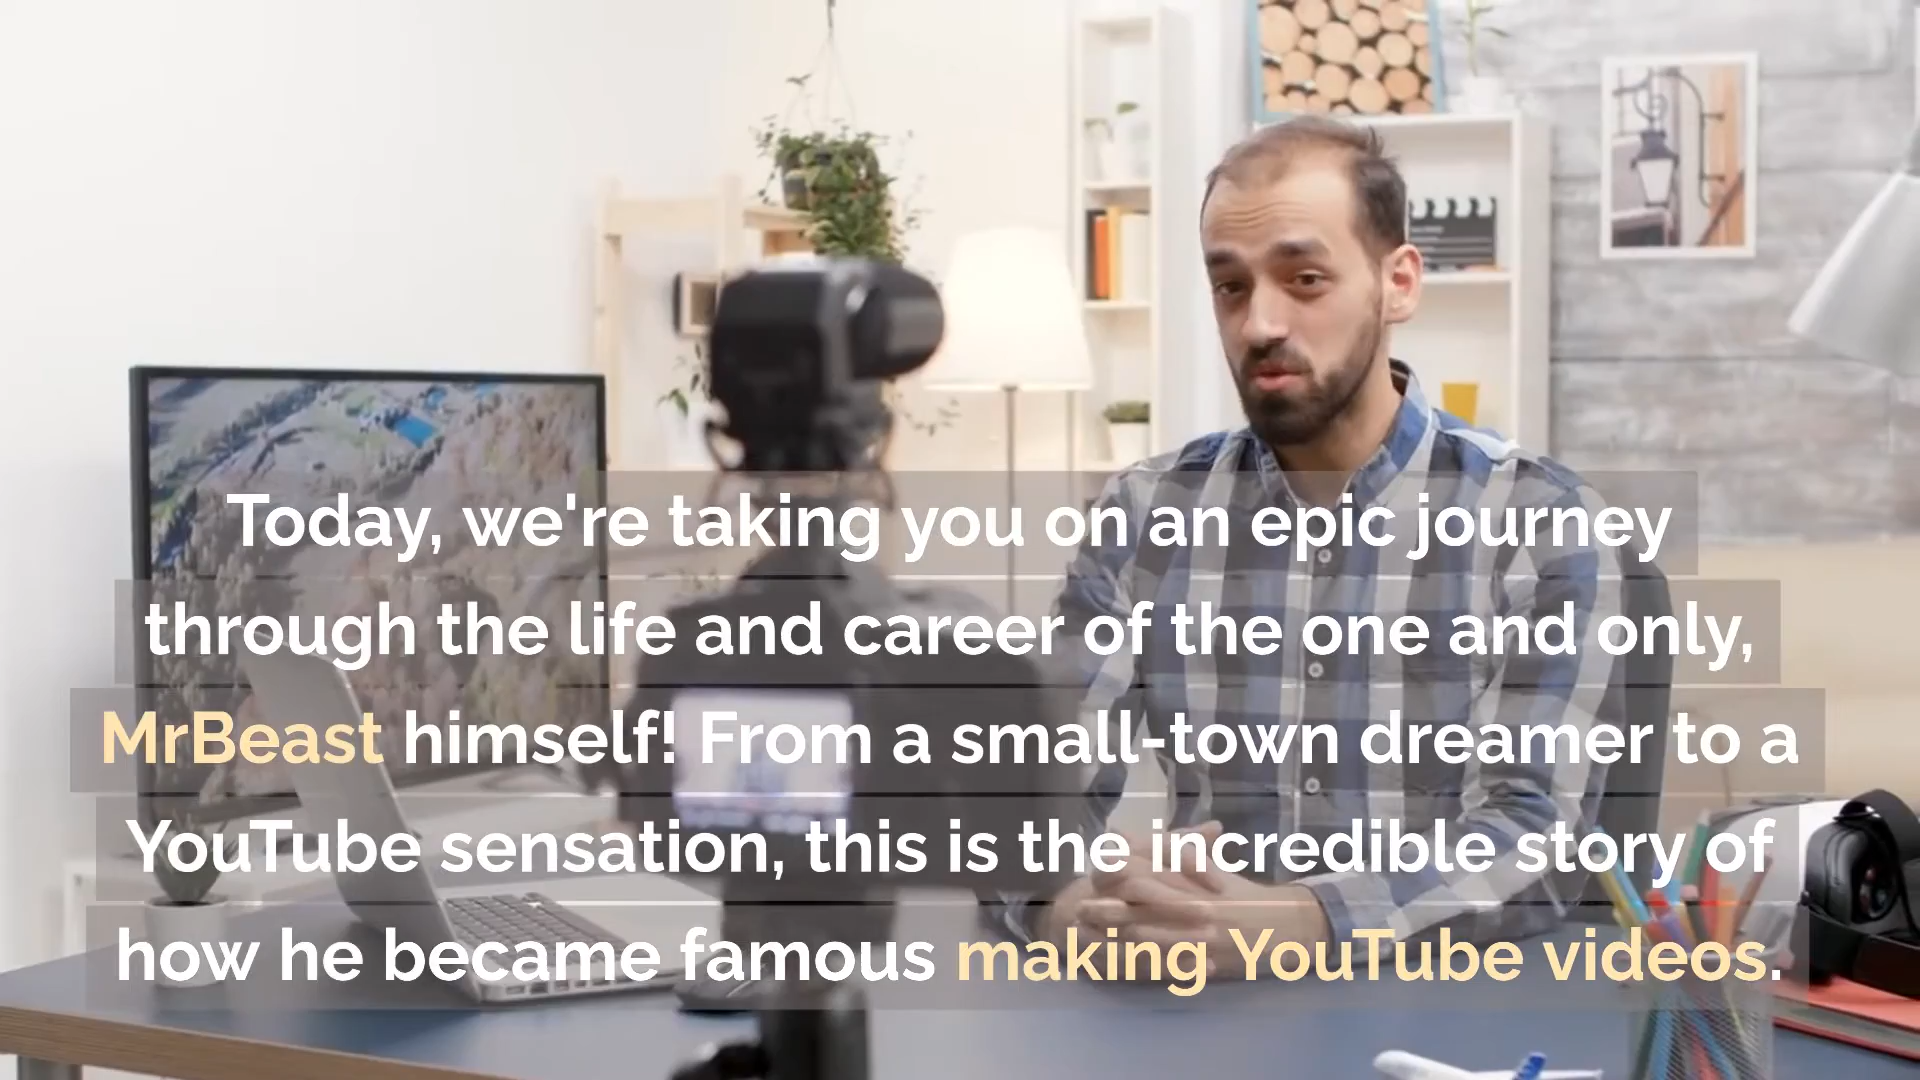 Today, we're taking you on an epic journey
through the life and career of the one and only,
MrBeast himself! From a small-town dreamer to a
YouTube sensation, this is the incredible story of
how he became famous making YouTube videos.